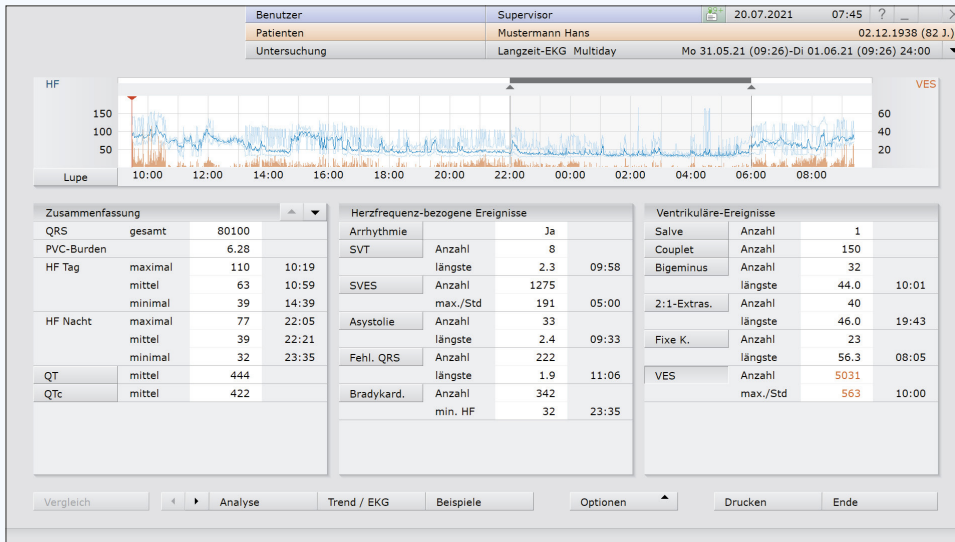 Benutzer Supervisor 20.07.2021 07:45 ? _ X
Patienten Mustermann Hans 02.12.1938 (82 J.)
Untersuchung Langzeit-EKG Multiday Mo 31.05.21 (09:26)-Di 01.06.21 (09:26) 24:00
HF VES
150 60
100 40
50 20
Lupe 10:00 12:00 14:00 16:00 18:00 20:00 22:00 00:00 02:00 04:00 06:00 08:00
Zusammenfassung
QRS gesamt 80100
PVC-Burden 6.28
HF Tag maximal 110 10:19
mittel 63 10:59
minimal 39 14:39
HF Nacht maximal 77 22:05
mittel 39 22:21
minimal 32 23:35
QT mittel 444
QTc mittel 422
Herzfrequenz-bezogene Ereignisse
Arrhythmie Ja
SVT Anzahl 8
längste 2.3 09:58
SVES Anzahl 1275
max./Std 191 05:00
Asystolie Anzahl 33
längste 2.4 09:33
Fehl. QRS Anzahl 222
längste 1.9 11:06
Bradykard. Anzahl 342
min. HF 32 23:35
Ventrikuläre-Ereignisse
Salve Anzahl 1
Couplet Anzahl 150
Bigeminus Anzahl 32
längste 44.0 10:01
2:1-Extras. Anzahl 40
längste 46.0 19:43
Fixe K. Anzahl 23
längste 56.3 08:05
VES Anzahl 5031
max./Std 563 10:00
Vergleich Analyse Trend / EKG Beispiele Optionen Drucken Ende